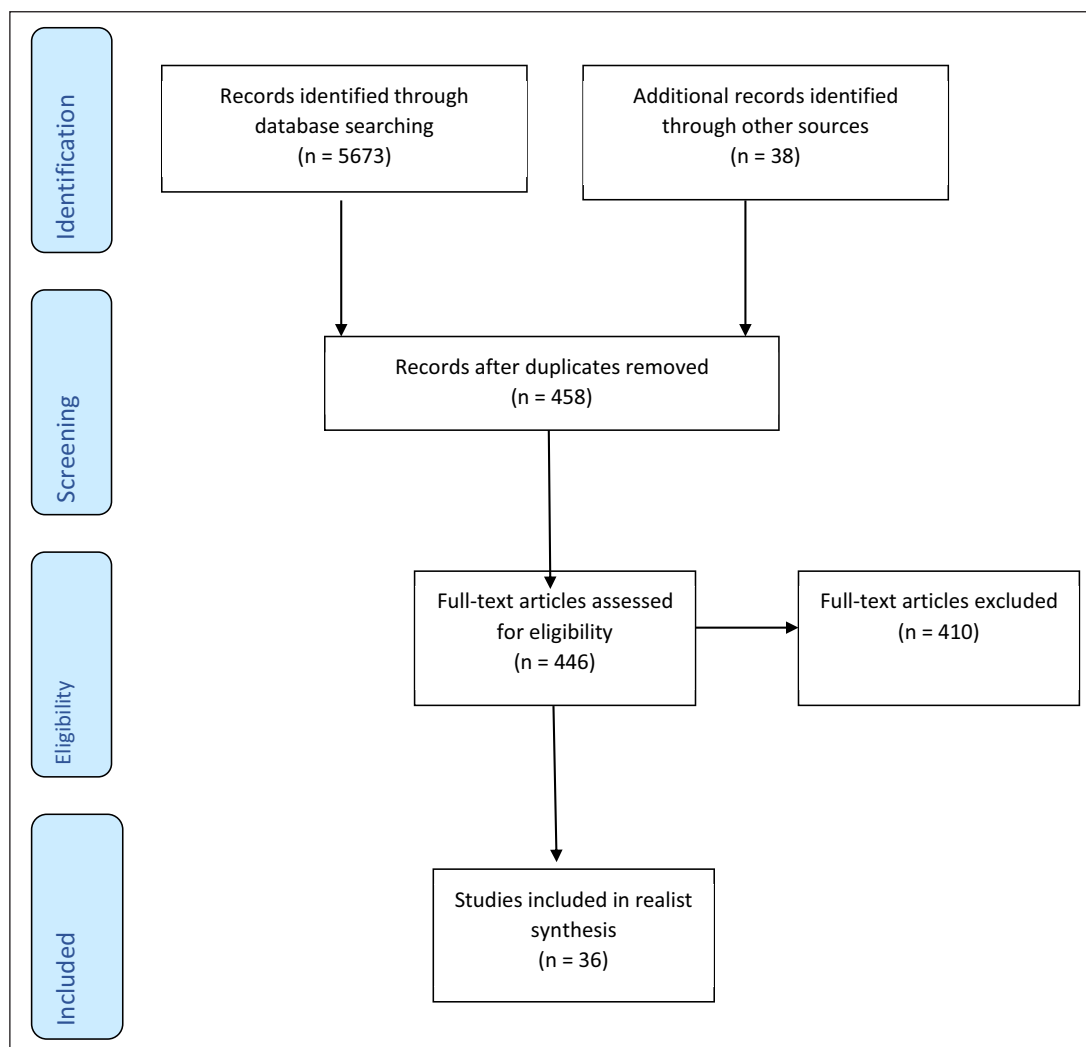 Identification
Records identified through
database searching
(n = 5673)
Additional records identified
through other sources
(n = 38)
Screening
Records after duplicates removed
(n = 458)
Eligibility
Full-text articles assessed
for eligibility
(n = 446)
Full-text articles excluded
(n = 410)
Included
Studies included in realist
synthesis
(n = 36)